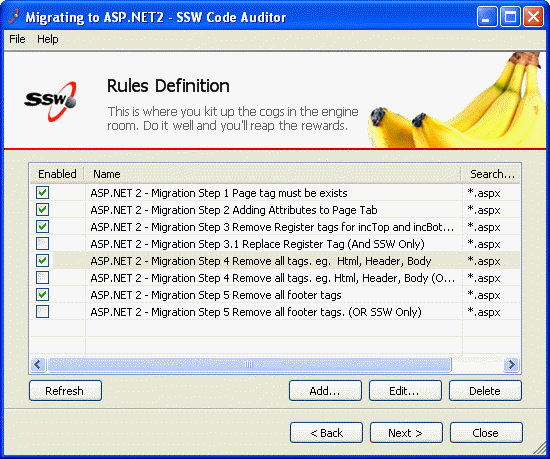 Migrating to ASP.NET2 - SSW Code Auditor
File Help
SSW
Rules Definition
This is where you kit up the cogs in the engine
room. Do it well and you'll reap the rewards.
Enabled Name Search...
ASP.NET 2 - Migration Step 1 Page tag must be exists *.aspx
ASP.NET 2 - Migration Step 2 Adding Attributes to Page Tab *.aspx
ASP.NET 2 - Migration Step 3 Remove Register tags for incTop and incBot... *.aspx
ASP.NET 2 - Migration Step 3.1 Replace Register Tag (And SSW Only) *.aspx
ASP.NET 2 - Migration Step 4 Remove all tags. eg. Html, Header, Body *.aspx
ASP.NET 2 - Migration Step 4 Remove all tags. eg. Html, Header, Body (O... *.aspx
ASP.NET 2 - Migration Step 5 Remove all footer tags *.aspx
ASP.NET 2 - Migration Step 5 Remove all footer tags. (OR SSW Only) *.aspx
Refresh Add... Edit... Delete
< Back Next > Close